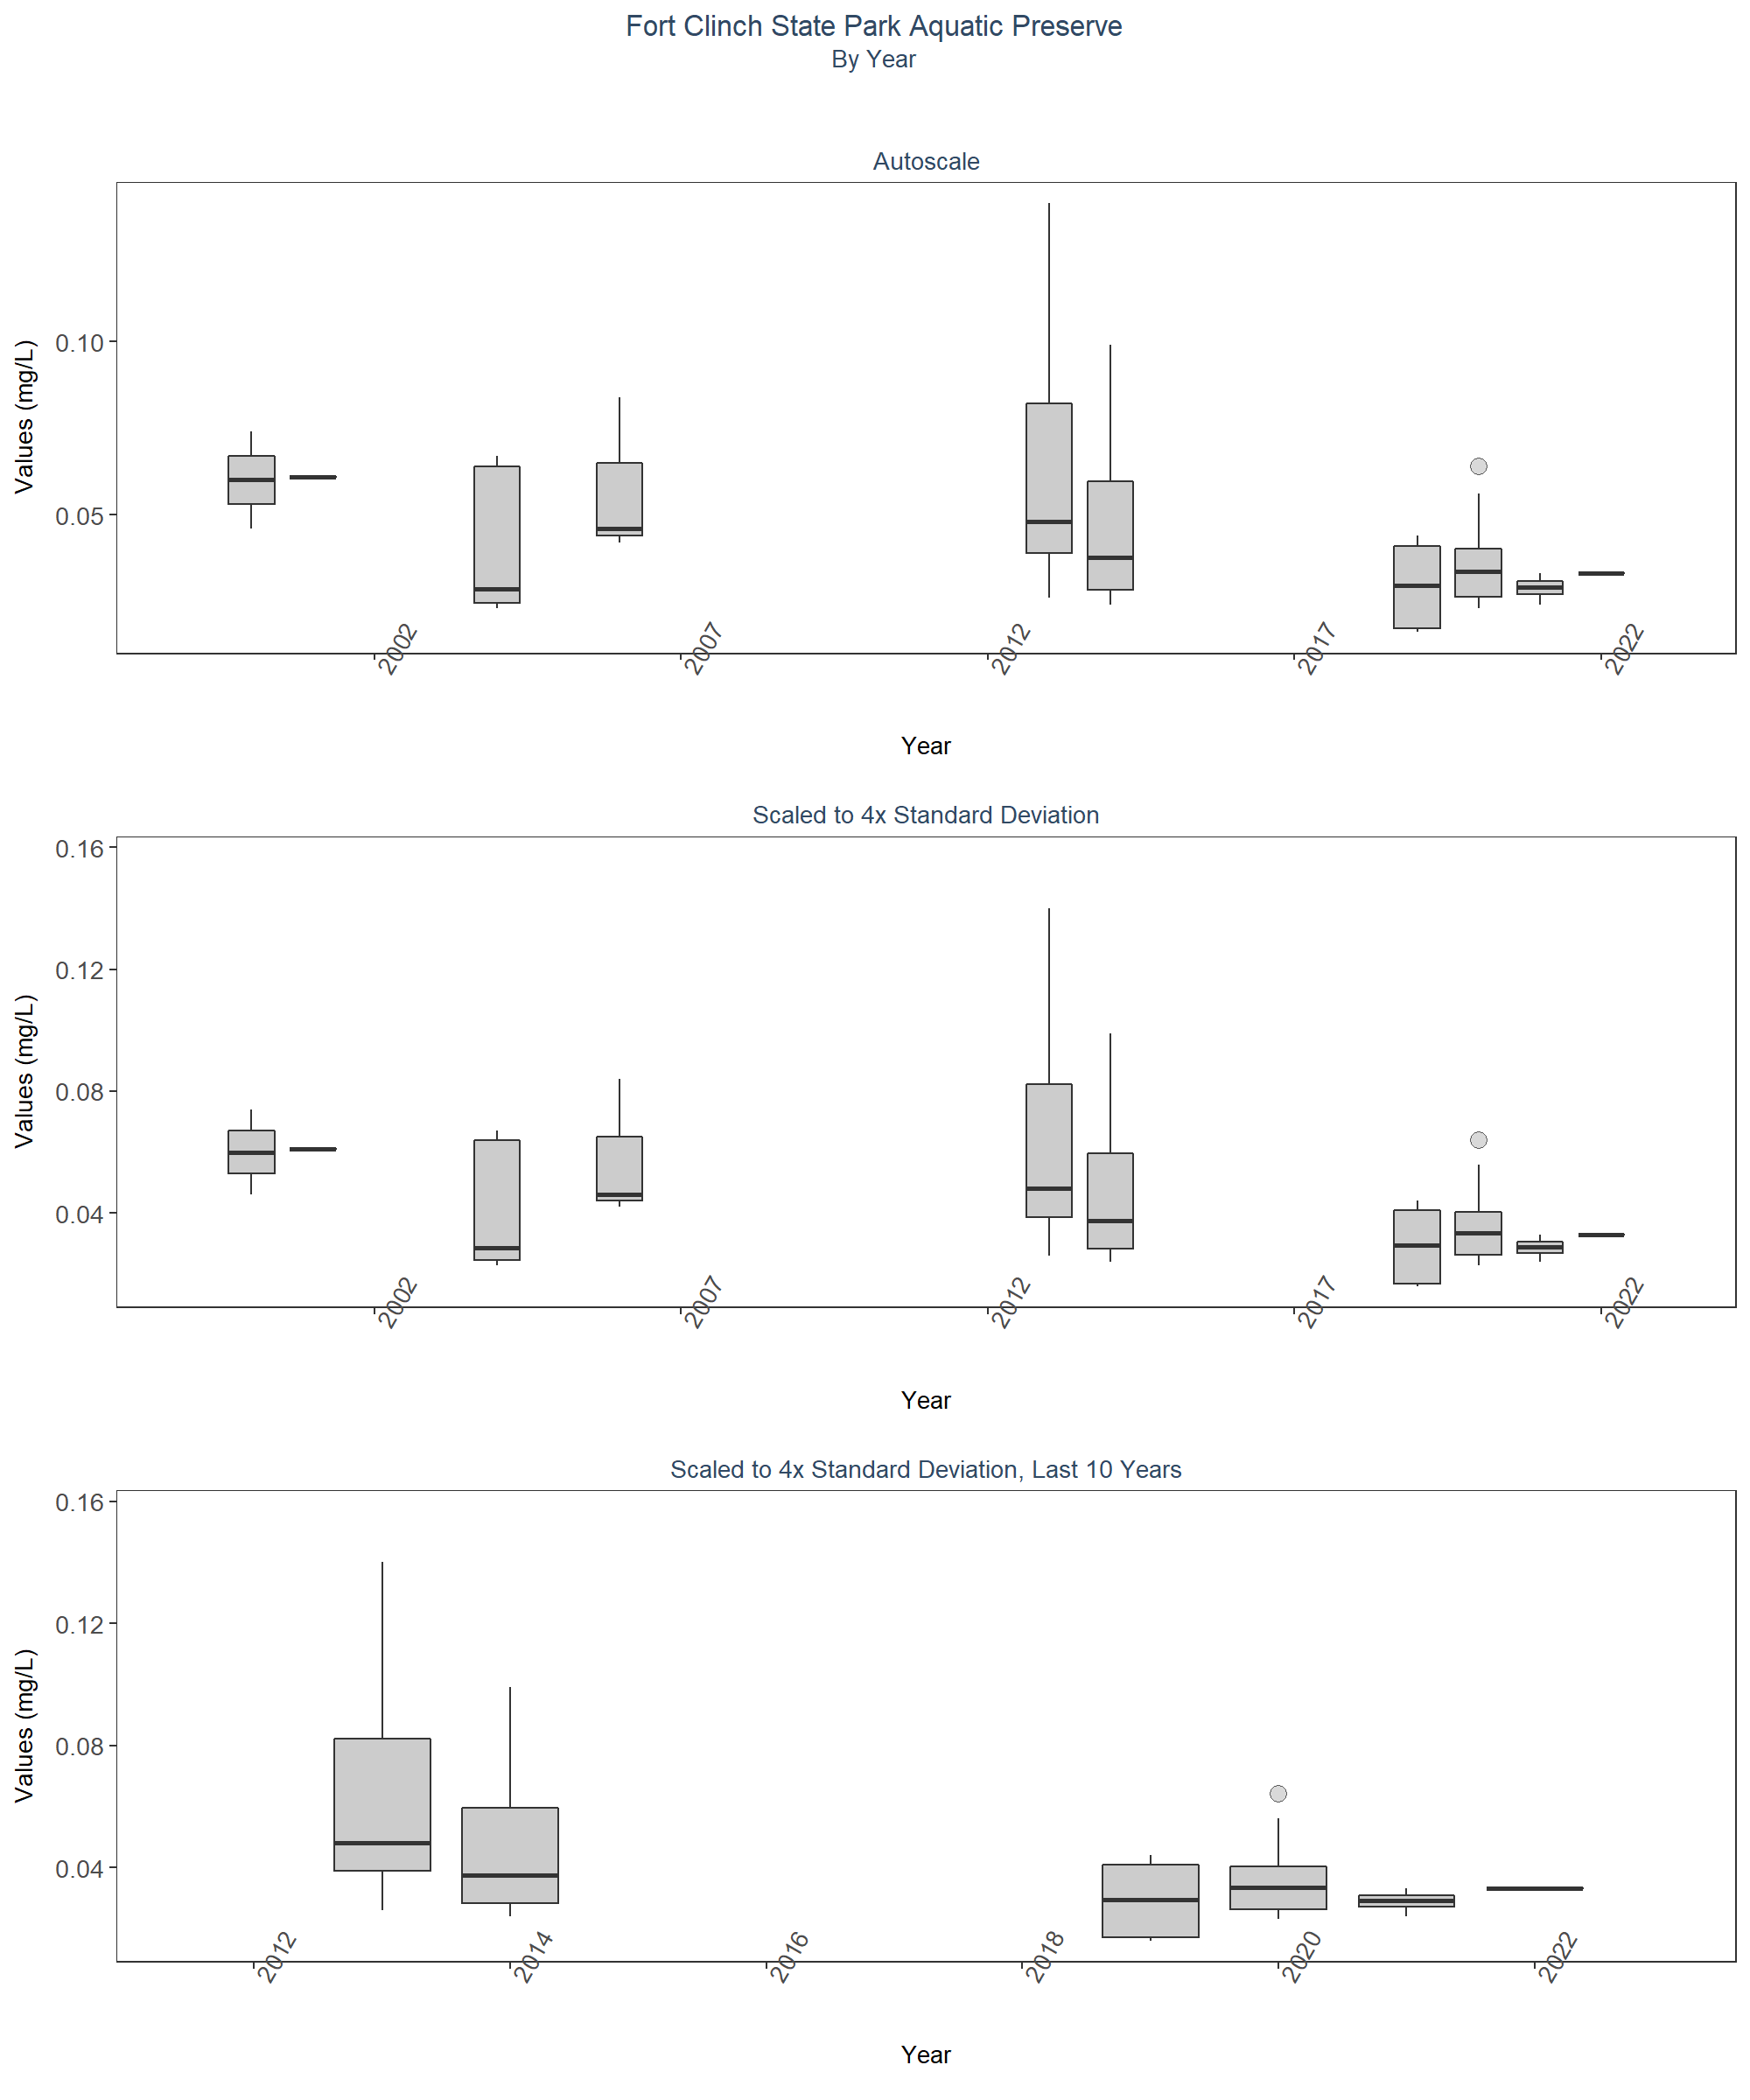 Fort Clinch State Park Aquatic Preserve
By Year
Autoscale
Values (mg/L)
0.10
0.05
2002 2007 2012 2017 2022
Year
Scaled to 4x Standard Deviation
Values (mg/L)
0.16
0.12
0.08
0.04
2002 2007 2012 2017 2022
Year
Scaled to 4x Standard Deviation, Last 10 Years
Values (mg/L)
0.16
0.12
0.08
0.04
2012 2014 2016 2018 2020 2022
Year